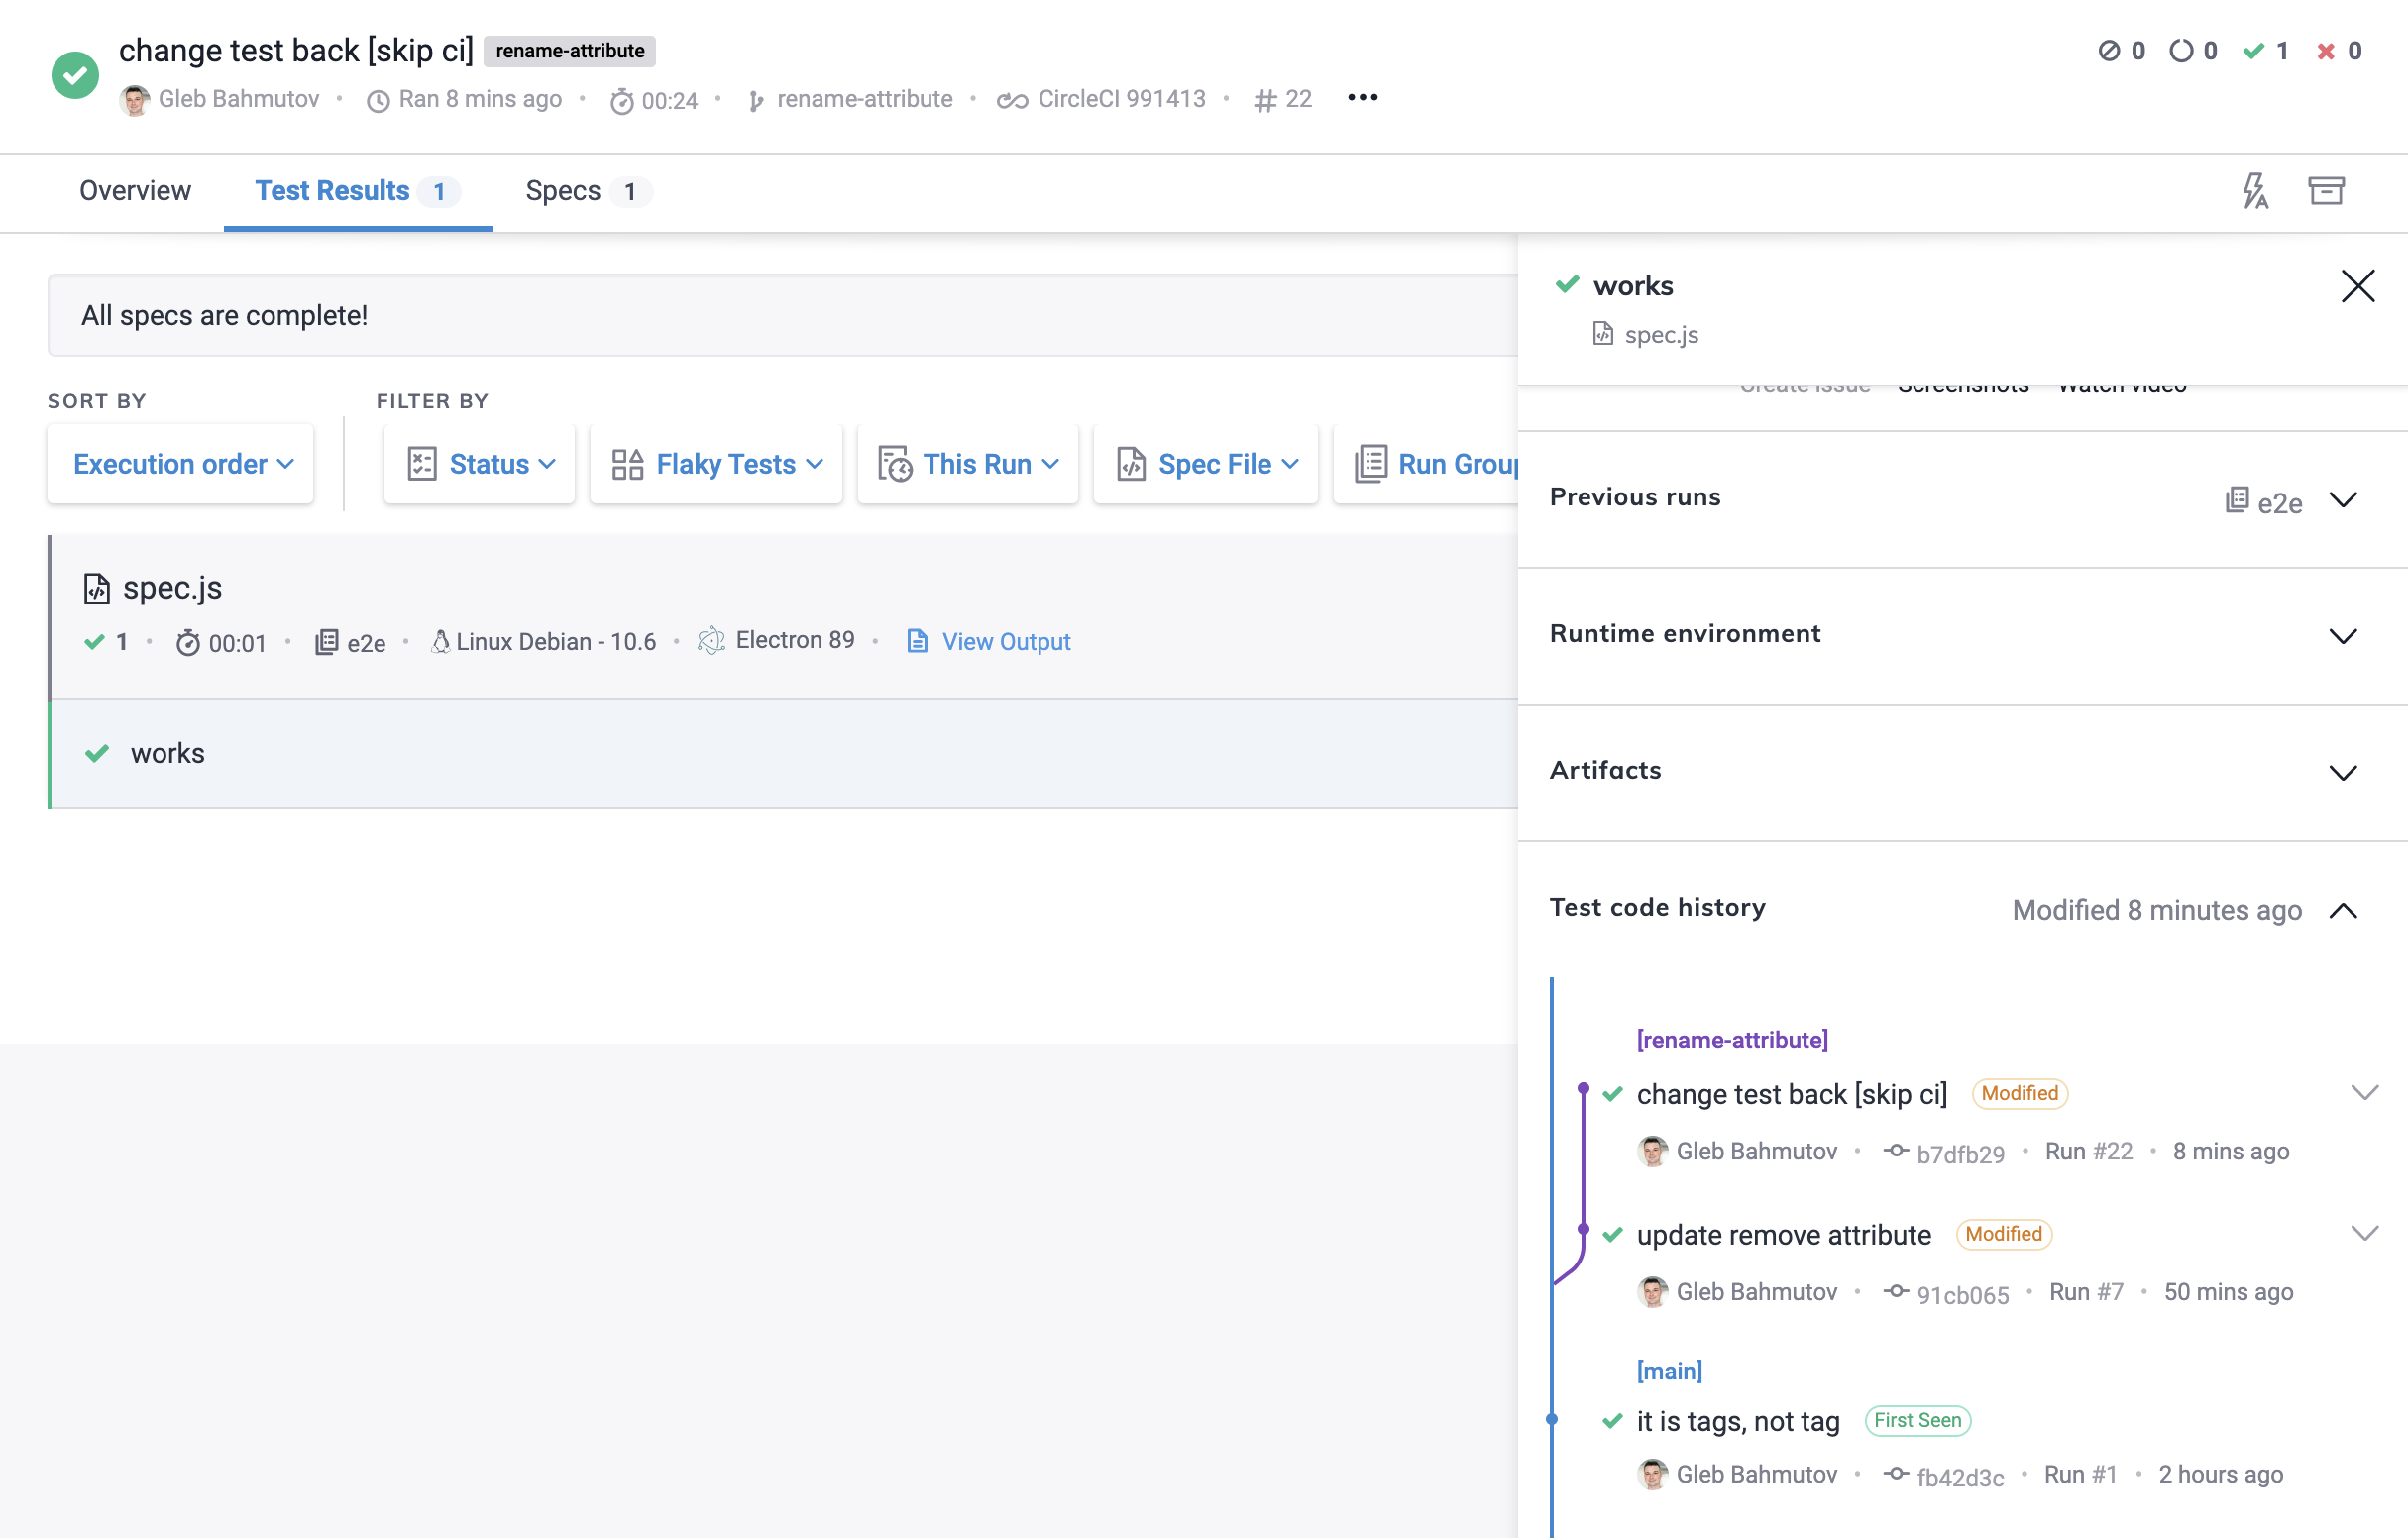 change test back [skip ci] rename-attribute
0 0 1 0
Gleb Bahmutov • Ran 8 mins ago • 00:24 • rename-attribute • CircleCI 991413 • # 22 •••
Overview Test Results 1 Specs 1
works
spec.js
All specs are complete!
Create issue Screenshots Watch video
SORT BY FILTER BY
Execution order Status Flaky Tests This Run Spec File Run Group
Previous runs e2e
spec.js
1 • 00:01 • e2e • Linux Debian - 10.6 • Electron 89 • View Output
Runtime environment
works
Artifacts
Test code history Modified 8 minutes ago
[rename-attribute]
change test back [skip ci] Modified
Gleb Bahmutov • b7dfb29 • Run #22 • 8 mins ago
update remove attribute Modified
Gleb Bahmutov • 91cb065 • Run #7 • 50 mins ago
[main]
it is tags, not tag First Seen
Gleb Bahmutov • fb42d3c • Run #1 • 2 hours ago